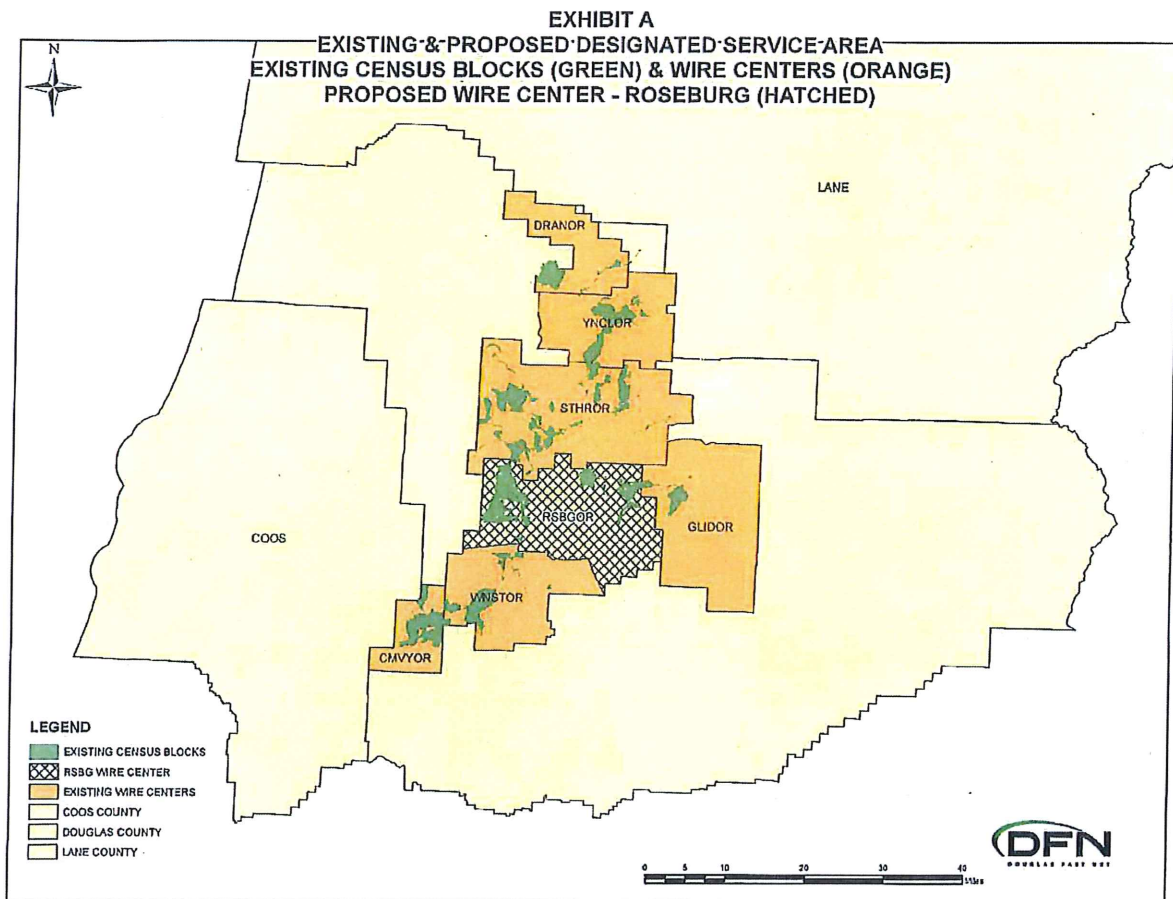 EXHIBIT A
EXISTING & PROPOSED DESIGNATED SERVICE AREA
EXISTING CENSUS BLOCKS (GREEN) & WIRE CENTERS (ORANGE)
PROPOSED WIRE CENTER - ROSEBURG (HATCHED)
N
LANE
DRANOR
YNCLOR
STHROR
RSBGOR
GLIDOR
COOS
WNSTOR
CMVYOR
LEGEND
EXISTING CENSUS BLOCKS
RSBG WIRE CENTER
EXISTING WIRE CENTERS
COOS COUNTY
DOUGLAS COUNTY
LANE COUNTY
DFN
DOUGLAS FAST NET
0 5 10 20 30 40
Miles